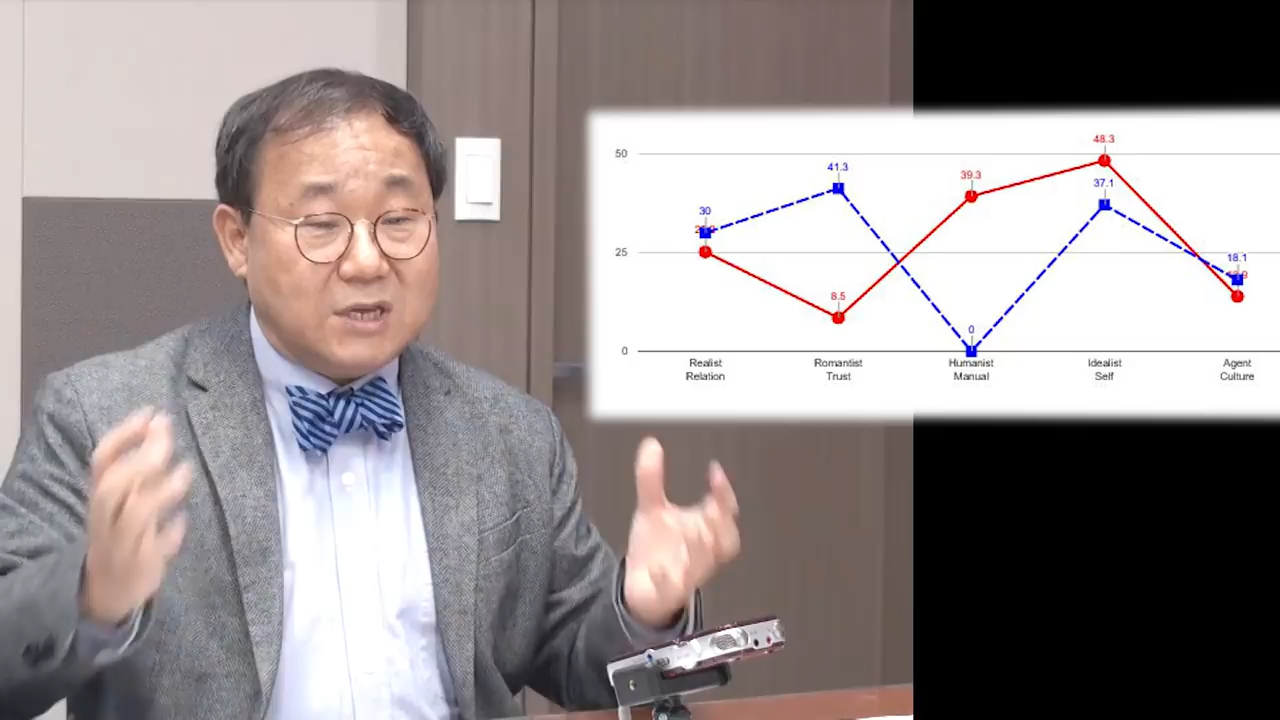 50
25
0
30
41.3
0
37.1
18.1
8.5
39.3
48.3
Realist
Relation
Romantist
Trust
Humanist
Manual
Idealist
Self
Agent
Culture